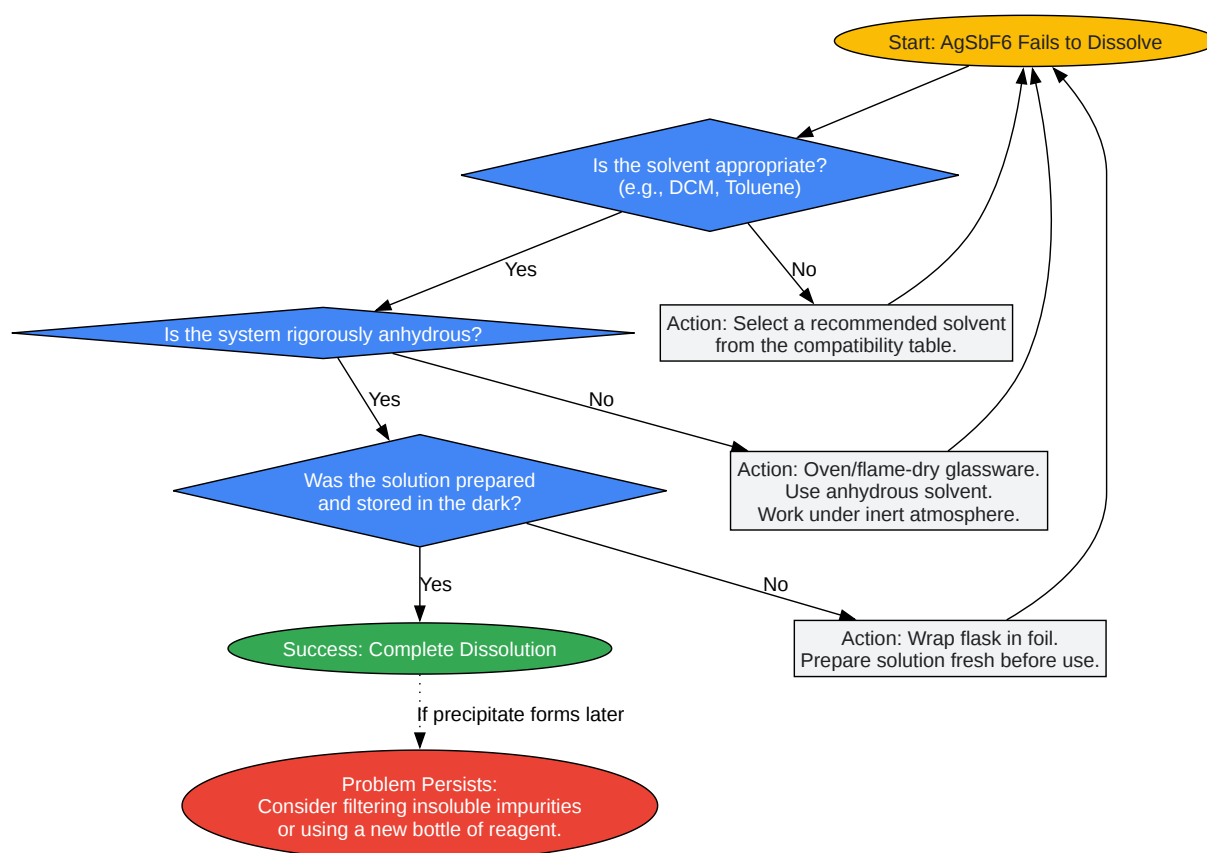 Start: AgSbF6 Fails to Dissolve
Is the solvent appropriate?
(e.g., DCM, Toluene)
Yes
No
Is the system rigorously anhydrous?
Action: Select a recommended solvent
from the compatibility table.
Yes
No
Was the solution prepared
and stored in the dark?
Action: Oven/flame-dry glassware.
Use anhydrous solvent.
Work under inert atmosphere.
Yes
No
Success: Complete Dissolution
Action: Wrap flask in foil.
Prepare solution fresh before use.
If precipitate forms later
Problem Persists:
Consider filtering insoluble impurities
or using a new bottle of reagent.